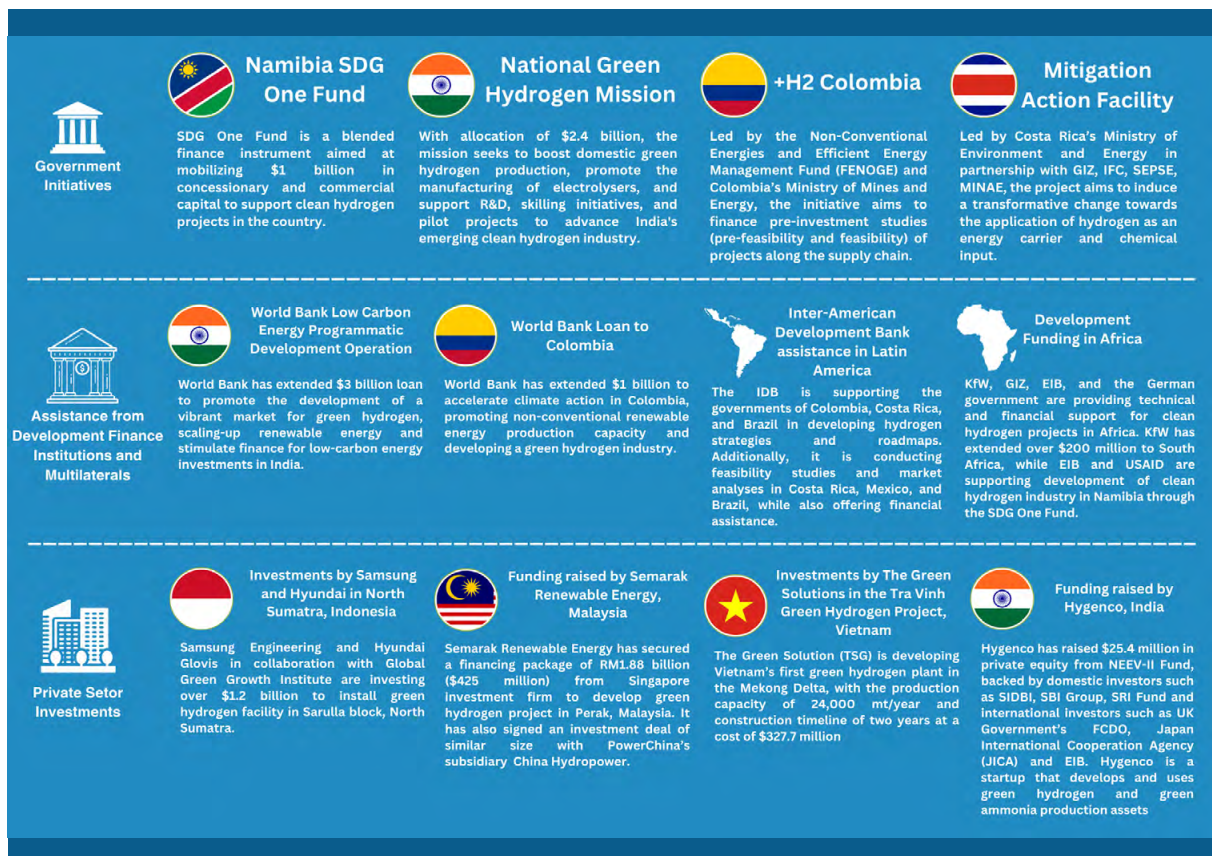 Government
Initiatives
Namibia SDG
One Fund
SDG One Fund is a blended
finance instrument aimed at
mobilizing $1 billion in
concessionary and commercial
capital to support clean hydrogen
projects in the country.
National Green
Hydrogen Mission
With allocation of $2.4 billion, the
mission seeks to boost domestic green
hydrogen production, promote the
manufacturing of electrolysers, and
support R&D, skilling initiatives, and
pilot projects to advance India's
emerging clean hydrogen industry.
+H2 Colombia
Led by the Non-Conventional
Energies and Efficient Energy
Management Fund (FENOGE) and
Colombia's Ministry of Mines and
Energy, the initiative aims to
finance pre-investment studies
(pre-feasibility and feasibility) of
projects along the supply chain.
Mitigation
Action Facility
Led by Costa Rica's Ministry of
Environment and Energy in
partnership with GIZ, IFC, SEPSE,
MINAE, the project aims to induce
a transformative change towards
the application of hydrogen as an
energy carrier and chemical
input.
Assistance from
Development Finance
Institutions and
Multilaterals
World Bank Low Carbon
Energy Programmatic
Development Operation
World Bank has extended $3 billion loan
to promote the development of a
vibrant market for green hydrogen,
scaling-up renewable energy and
stimulate finance for low-carbon energy
investments in India.
World Bank Loan to
Colombia
World Bank has extended $1 billion to
accelerate climate action in Colombia,
promoting non-conventional renewable
energy production capacity and
developing a green hydrogen industry.
Inter-American
Development Bank
assistance in Latin
America
The IDB is supporting the
governments of Colombia, Costa Rica,
and Brazil in developing hydrogen
strategies and roadmaps.
Additionally, it is conducting
feasibility studies and market
analyses in Costa Rica, Mexico, and
Brazil, while also offering financial
assistance.
Development
Funding in Africa
KfW, GIZ, EIB, and the German
government are providing technical
and financial support for clean
hydrogen projects in Africa. KfW has
extended over $200 million to South
Africa, while EIB and USAID are
supporting development of clean
hydrogen industry in Namibia through
the SDG One Fund.
Private Setor
Investments
Investments by Samsung
and Hyundai in North
Sumatra, Indonesia
Samsung Engineering and Hyundai
Glovis in collaboration with Global
Green Growth Institute are investing
over $1.2 billion to install green
hydrogen facility in Sarulla block, North
Sumatra.
Funding raised by Semarak
Renewable Energy,
Malaysia
Semarak Renewable Energy has secured
a financing package of RM1.88 billion
($425 million) from Singapore
investment firm to develop green
hydrogen project in Perak, Malaysia. It
has also signed an investment deal of
similar size with PowerChina's
subsidiary China Hydropower.
Investments by The Green
Solutions in the Tra Vinh
Green Hydrogen Project,
Vietnam
The Green Solution (TSG) is developing
Vietnam's first green hydrogen plant in
the Mekong Delta, with the production
capacity of 24,000 mt/year and
construction timeline of two years at a
cost of $327.7 million
Funding raised by
Hygenco, India
Hygenco has raised $25.4 million in
private equity from NEEV-II Fund,
backed by domestic investors such
as SIDBI, SBI Group, SRI Fund and
international investors such as UK
Government's FCDO, Japan
International Cooperation Agency
(JICA) and EIB. Hygenco is a
startup that develops and uses
green hydrogen and green
ammonia production assets